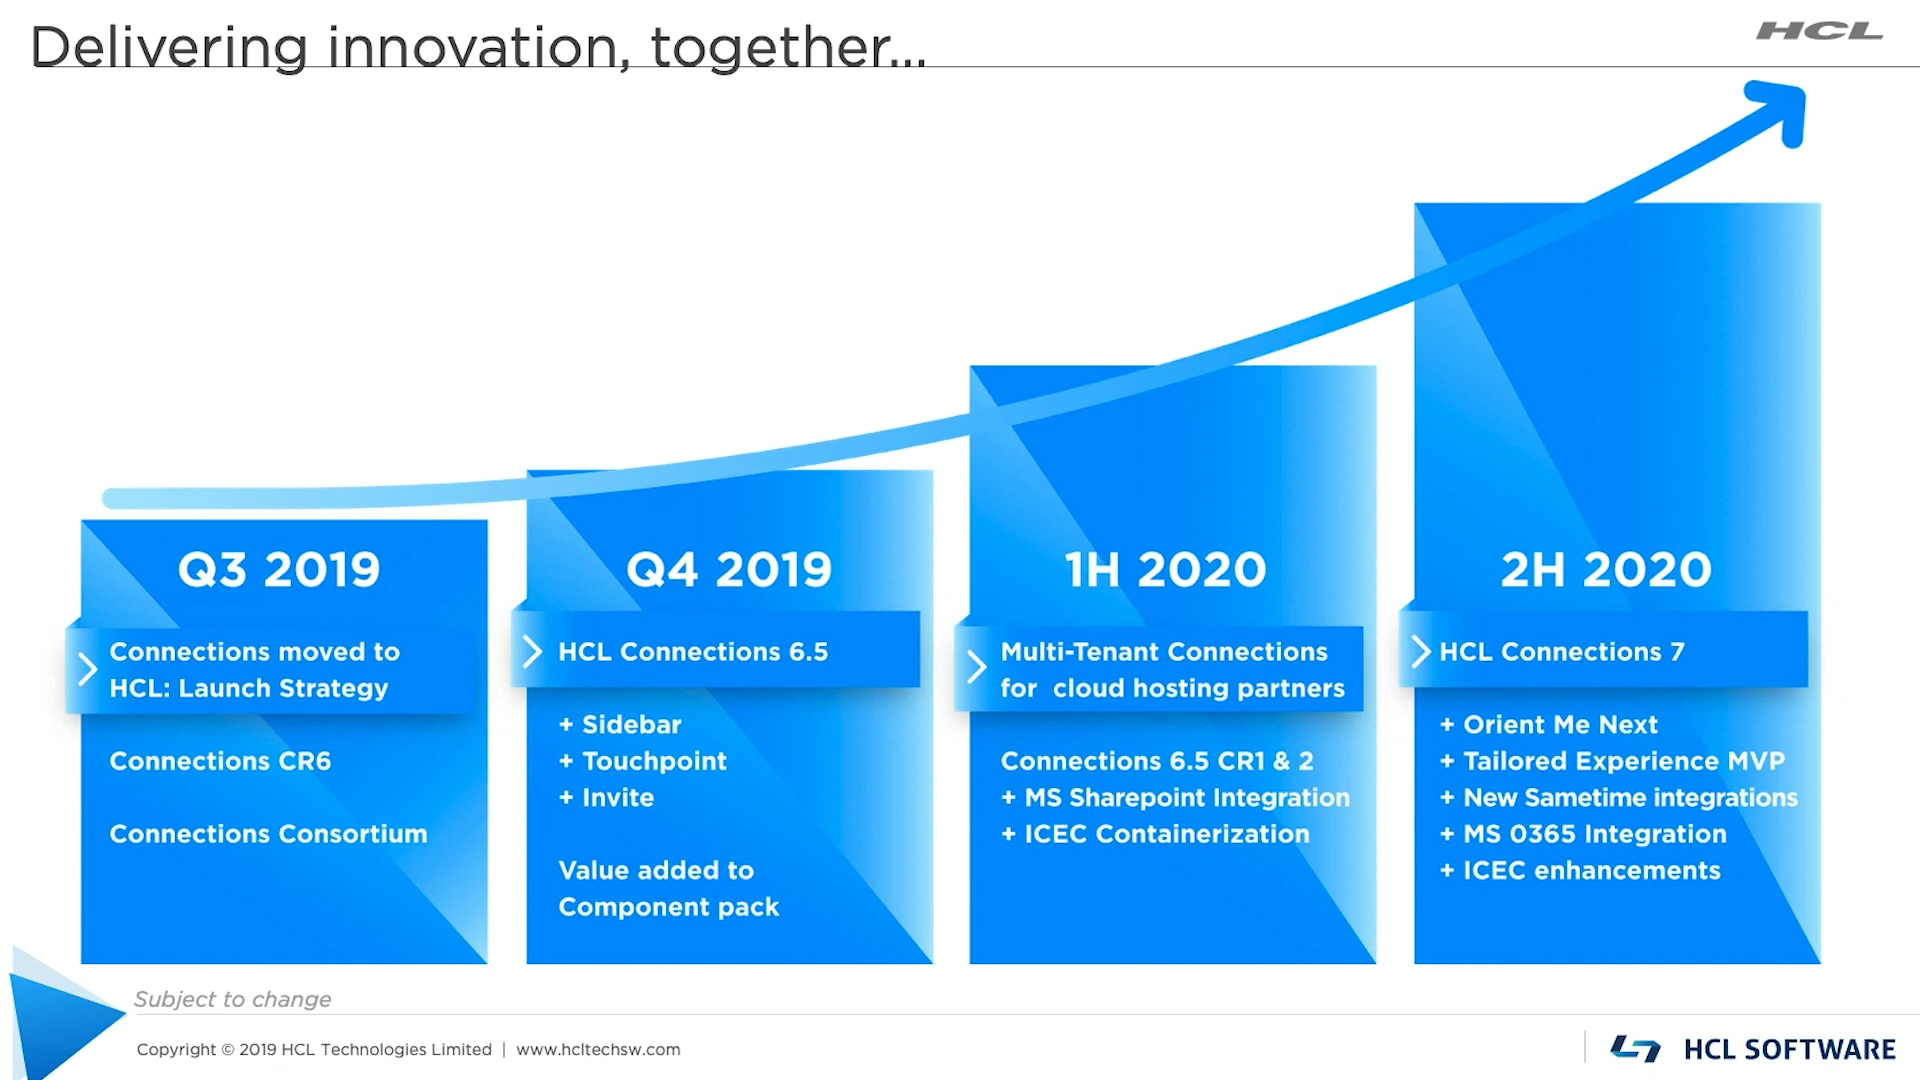 Delivering innovation, together...
HCL
Q3 2019
Connections moved to
HCL: Launch Strategy
Connections CR6
Connections Consortium
Q4 2019
HCL Connections 6.5
+ Sidebar
+ Touchpoint
+ Invite
Value added to
Component pack
1H 2020
Multi-Tenant Connections
for cloud hosting partners
Connections 6.5 CR1 & 2
+ MS Sharepoint Integration
+ ICEC Containerization
2H 2020
HCL Connections 7
+ Orient Me Next
+ Tailored Experience MVP
+ New Sametime integrations
+ MS 0365 Integration
+ ICEC enhancements
Subject to change
Copyright © 2019 HCL Technologies Limited | www.hcltechsw.com
HCL SOFTWARE